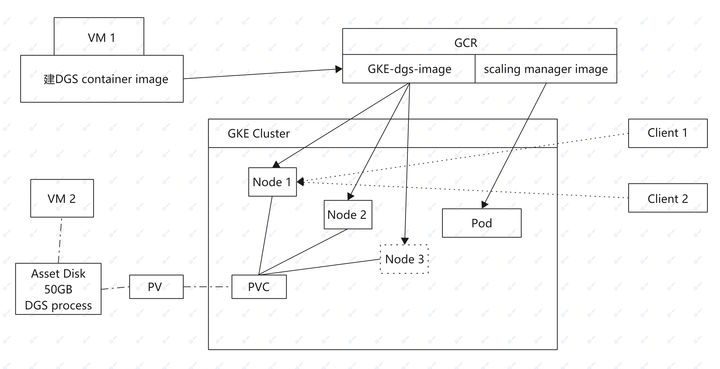 VM 1
建DGS container image
GCR
GKE-dgs-image
scaling manager image
GKE Cluster
Client 1
Node 1
VM 2
Client 2
Node 2
Pod
Node 3
Asset Disk
50GB
DGS process
PV
PVC